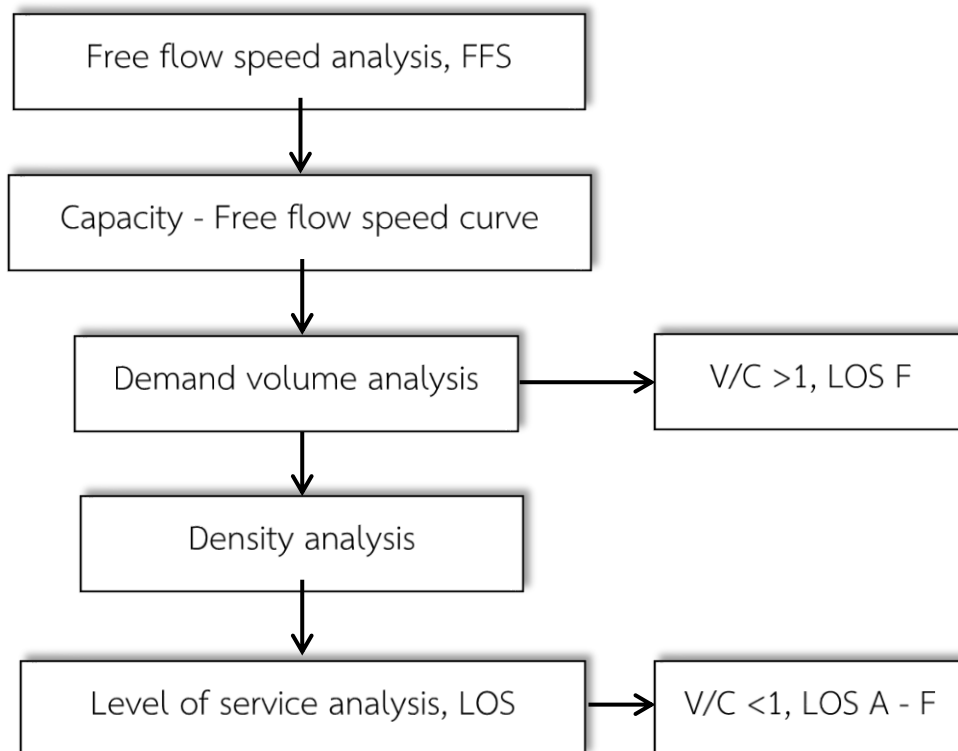 Free flow speed analysis, FFS
Capacity - Free flow speed curve
Demand volume analysis
V/C >1, LOS F
Density analysis
Level of service analysis, LOS
V/C <1, LOS A - F